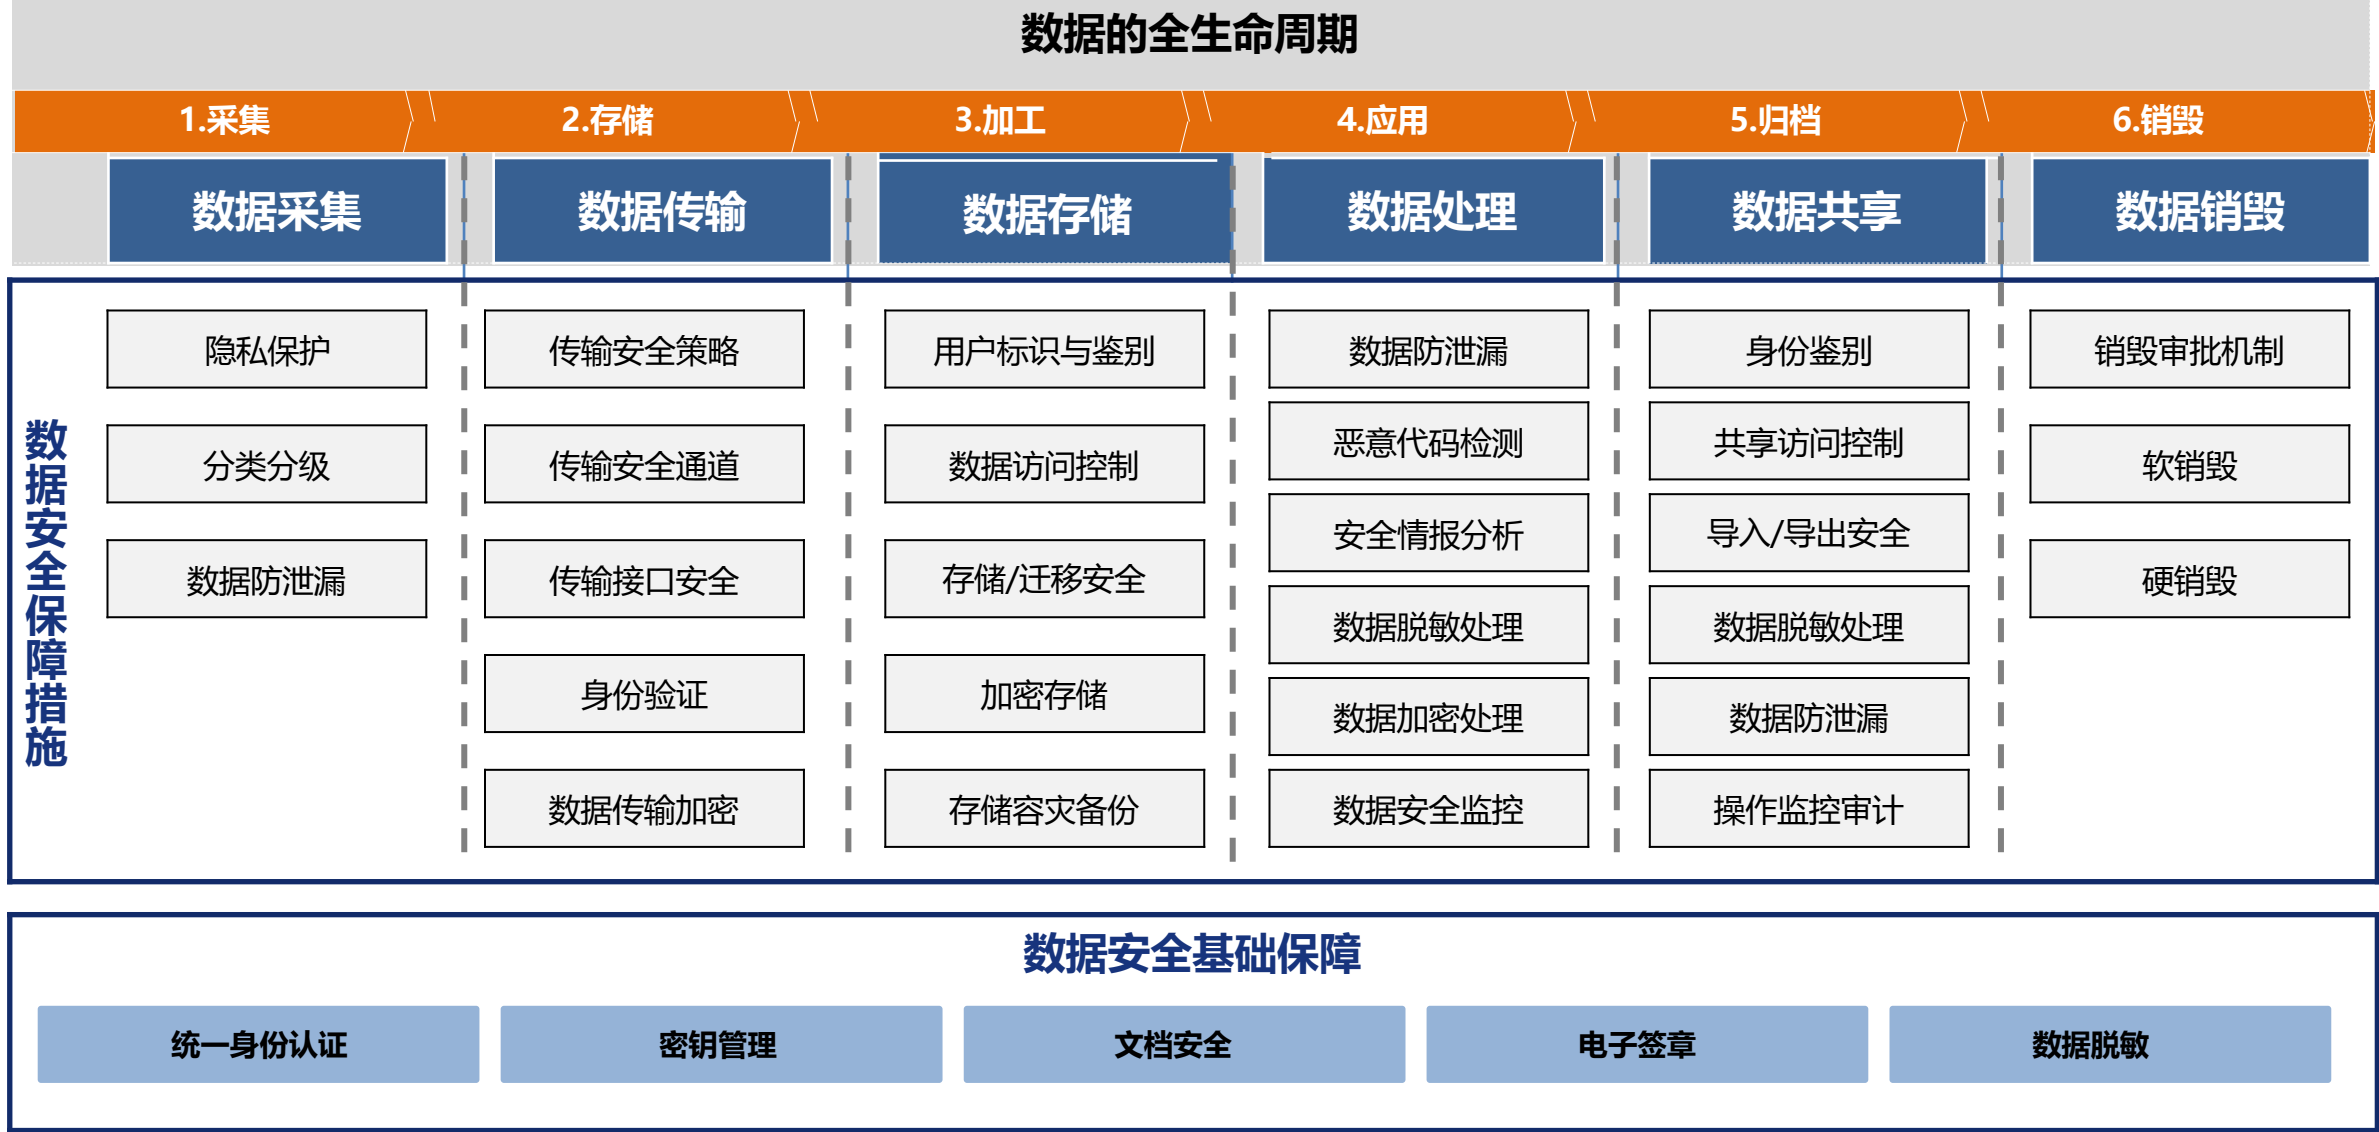 数据的全生命周期
1.采集
2.存储
3.加工
4.应用
5.归档
6.销毁
数据采集
数据传输
数据存储
数据处理
数据共享
数据销毁
数据安全保障措施
隐私保护
分类分级
数据防泄漏
传输安全策略
传输安全通道
传输接口安全
身份验证
数据传输加密
用户标识与鉴别
数据访问控制
存储/迁移安全
加密存储
存储容灾备份
数据防泄漏
恶意代码检测
安全情报分析
数据脱敏处理
数据加密处理
数据安全监控
身份鉴别
共享访问控制
导入/导出安全
数据脱敏处理
数据防泄漏
操作监控审计
销毁审批机制
软销毁
硬销毁
数据安全基础保障
统一身份认证
密钥管理
文档安全
电子签章
数据脱敏